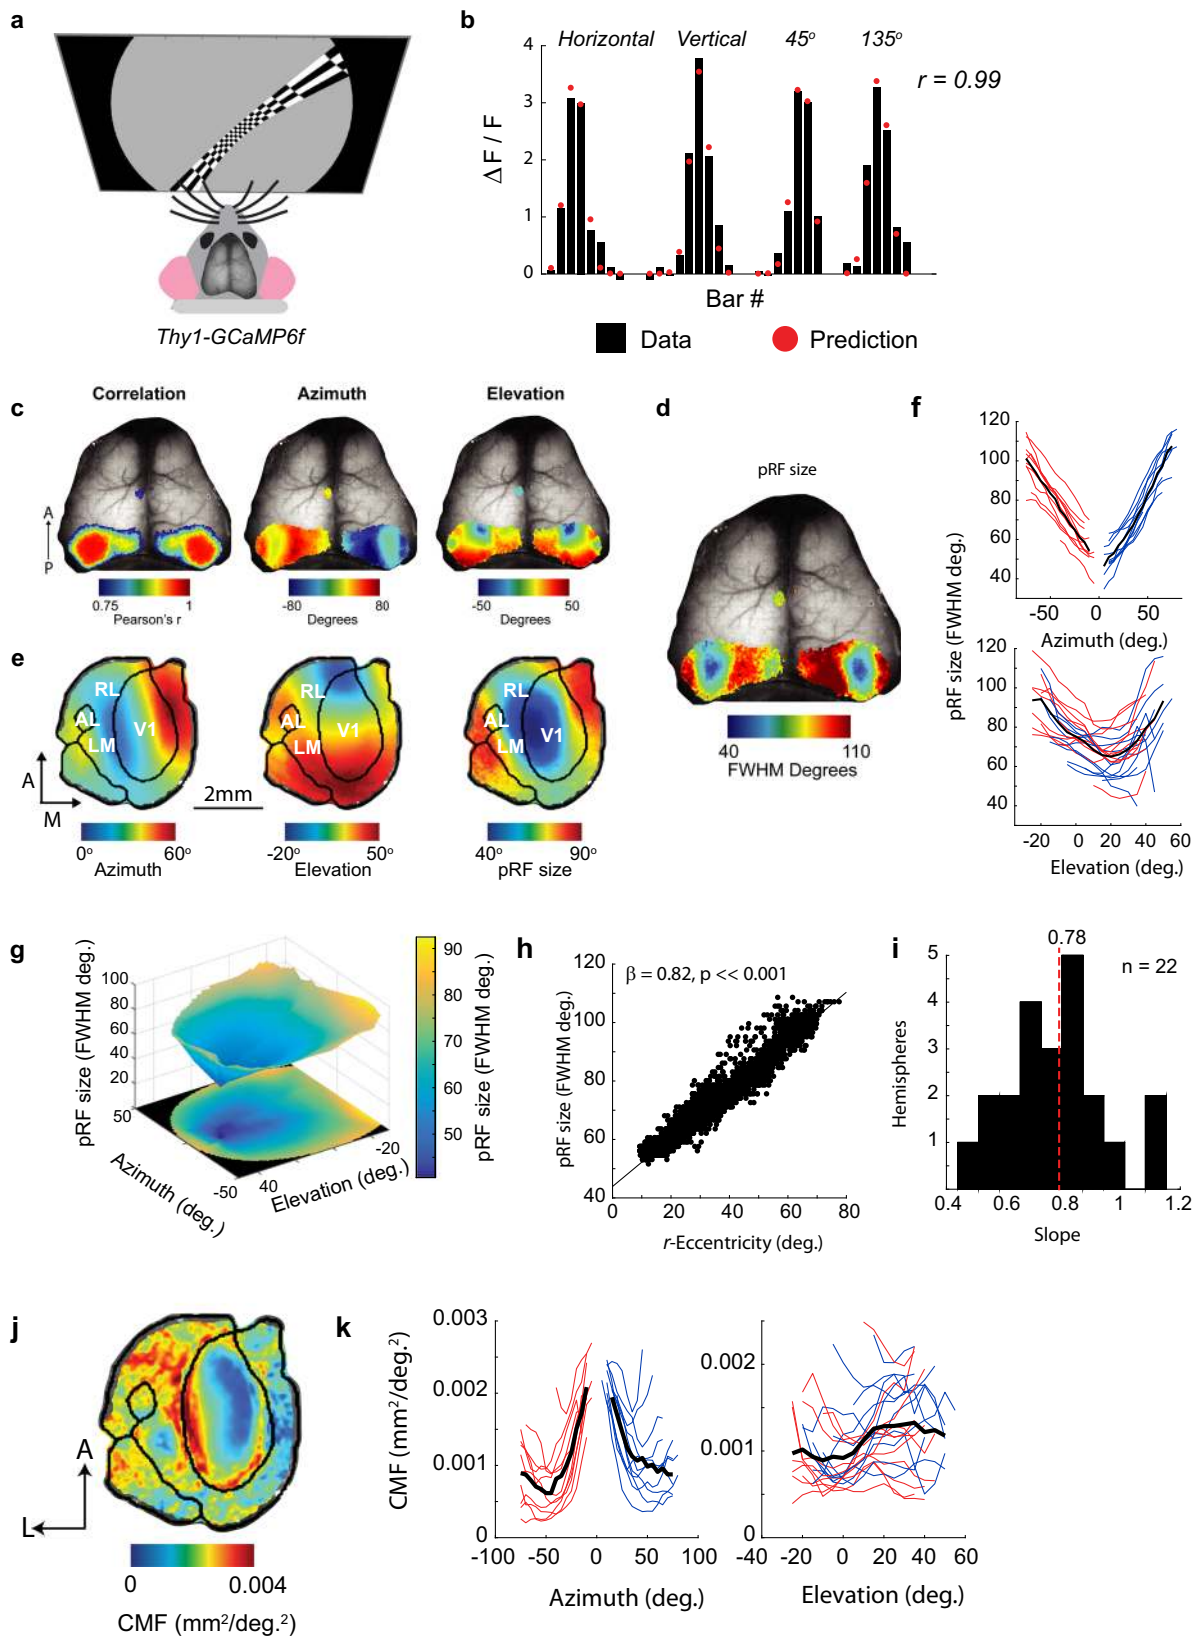 a
Thy1-GCaMP6f
b
Horizontal Vertical 45° 135°
r = 0.99
ΔF / F
4
3
2
1
0
Bar #
Data Prediction
c
Correlation Azimuth Elevation
A
P
0.75 1
Pearson's r
-80 80
Degrees
-50 50
Degrees
d
pRF size
40 110
FWHM Degrees
e
RL
AL
LM
V1
RL
AL
LM
V1
RL
AL
LM
V1
A
M
2mm
0° 60°
Azimuth
-20° 50°
Elevation
40° 90°
pRF size
f
pRF size (FWHM deg.)
120
100
80
60
40
-50 0 50
Azimuth (deg.)
120
100
80
60
40
-20 0 20 40 60
Elevation (deg.)
g
pRF size (FWHM deg.)
100
80
60
40
20
50
Azimuth (deg.)
-50
40
Elevation (deg.)
-20
90
80
70
60
50
pRF size (FWHM deg.)
h
β = 0.82, p << 0.001
pRF size (FWHM deg.)
120
100
80
60
40
0 20 40 60 80
r-Eccentricity (deg.)
i
0.78
n = 22
Hemispheres
5
4
3
2
1
0.4 0.6 0.8 1 1.2
Slope
j
A
L
0 0.004
CMF (mm²/deg.²)
k
CMF (mm²/deg.²)
0.003
0.002
0.001
0
-100 -50 0 50 100
Azimuth (deg.)
0.002
0.001
0
-40 -20 0 20 40 60
Elevation (deg.)